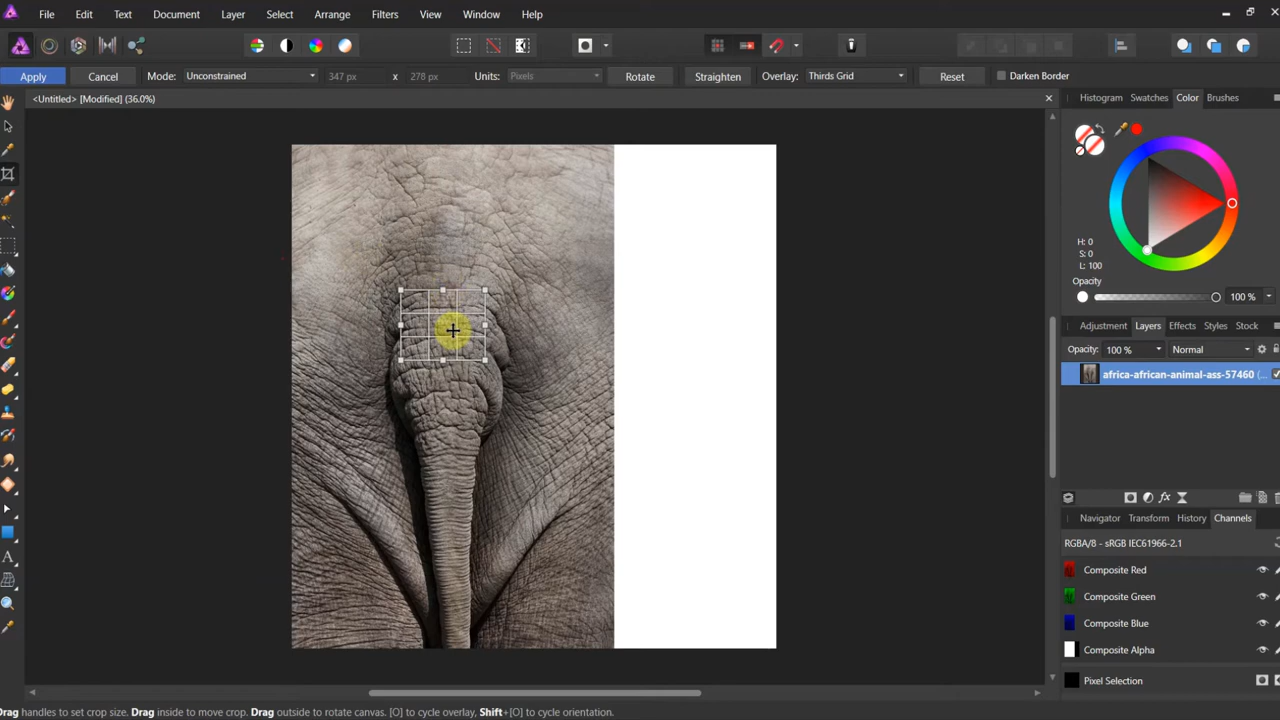 File Edit Text Document Layer Select Arrange Filters View Window Help
Apply Cancel Mode: Unconstrained 347 px x 278 px Units: Pixels Rotate Straighten Overlay: Thirds Grid Reset Darken Border
<Untitled> [Modified] (36.0%)
Histogram Swatches Color Brushes
H: 0
S: 0
L: 100
Opacity
100 %
Adjustment Layers Effects Styles Stock
Opacity: 100 % Normal
africa-african-animal-ass-57460 (...
Navigator Transform History Channels
RGBA/8 - sRGB IEC61966-2.1
Composite Red
Composite Green
Composite Blue
Composite Alpha
Pixel Selection
Drag handles to set crop size. Drag inside to move crop. Drag outside to rotate canvas. [O] to cycle overlay, Shift+[O] to cycle orientation.